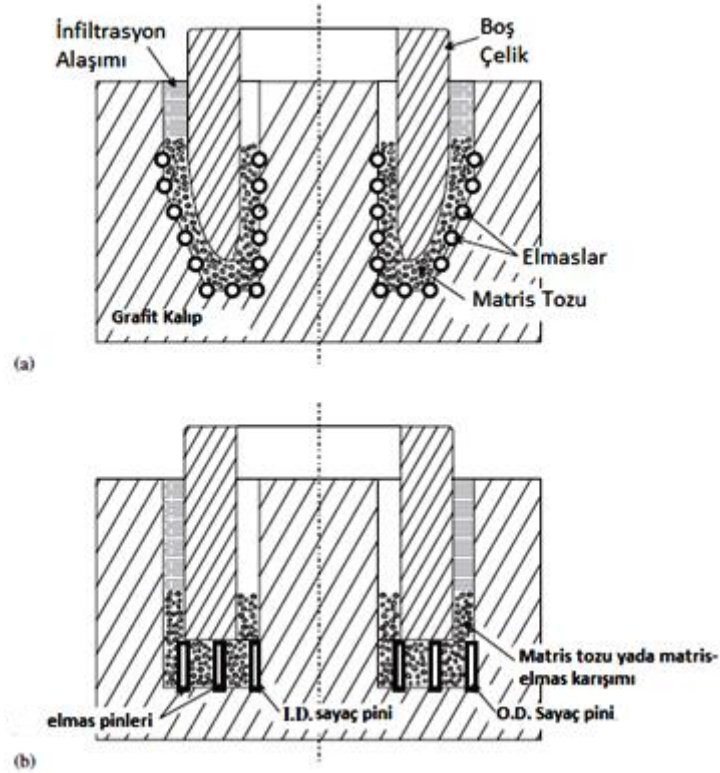 İnfiltrasyon
Alaşımı
Boş
Çelik
Elmaslar
Matris Tozu
Grafit Kalıp
(a)
Matris tozu yada matris-
elmas karışımı
elmas pinleri
I.D. sayaç pini
O.D. Sayaç pini
(b)